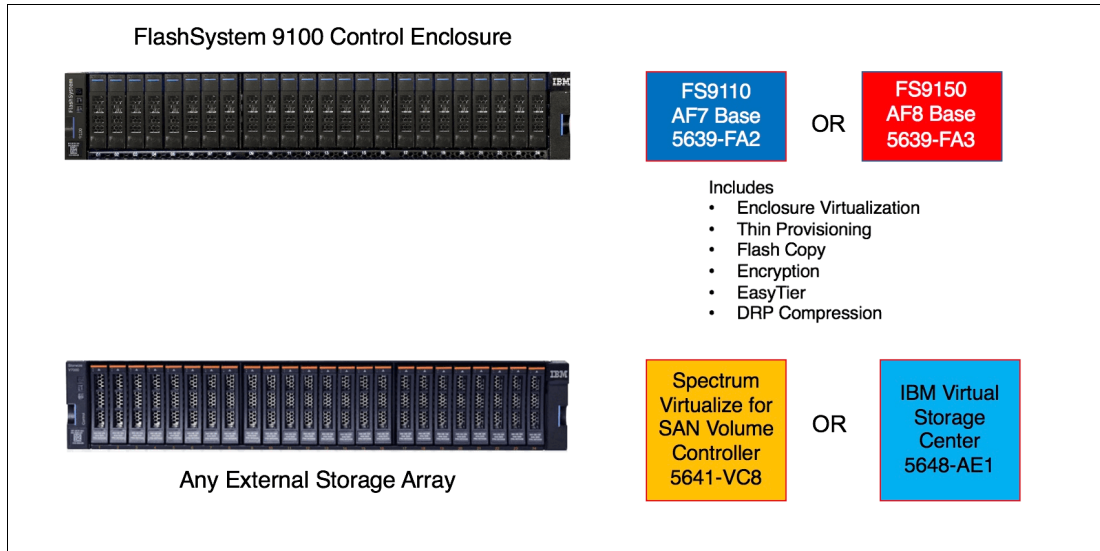 FlashSystem 9100 Control Enclosure
IBM
FS9110
AF7 Base
5639-FA2
OR
FS9150
AF8 Base
5639-FA3
Includes
• Enclosure Virtualization
• Thin Provisioning
• Flash Copy
• Encryption
• EasyTier
• DRP Compression
IBM
Any External Storage Array
Spectrum
Virtualize for
SAN Volume
Controller
5641-VC8
OR
IBM Virtual
Storage
Center
5648-AE1